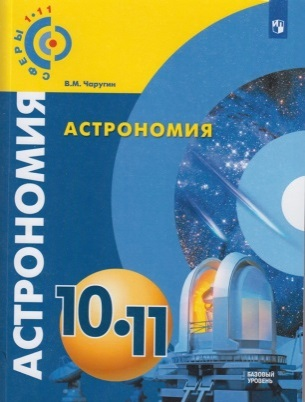 СФЕРЫ 1·11
В.М. Чаругин
АСТРОНОМИЯ
АСТРОНОМИЯ
10·11
БАЗОВЫЙ
УРОВЕНЬ